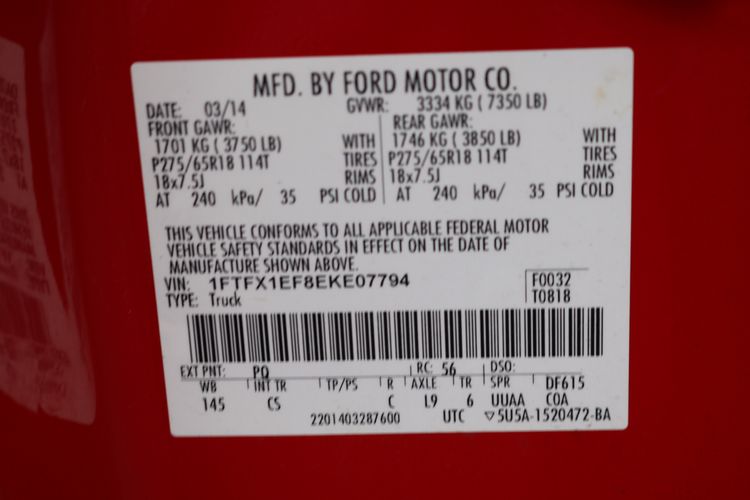 MFD. BY FORD MOTOR CO.
DATE: 03/14 GVWR: 3334 KG ( 7350 LB)
FRONT GAWR: REAR GAWR:
1701 KG ( 3750 LB) WITH 1746 KG ( 3850 LB) WITH
P275/65R18 114T TIRES P275/65R18 114T TIRES
18x7.5J RIMS 18x7.5J RIMS
AT 240 kPa/ 35 PSI COLD AT 240 kPa/ 35 PSI COLD
THIS VEHICLE CONFORMS TO ALL APPLICABLE FEDERAL MOTOR
VEHICLE SAFETY STANDARDS IN EFFECT ON THE DATE OF
MANUFACTURE SHOWN ABOVE.
VIN: 1FTFX1EF8EKE07794 F0032
TYPE: Truck T0818
EXT PNT: PQ RC: 56 DSO:
WB INT TR TP/PS R AXLE TR SPR DF615
145 CS C L9 6 UUAA COA
2201403287600 UTC ▽5U5A-1520472-BA